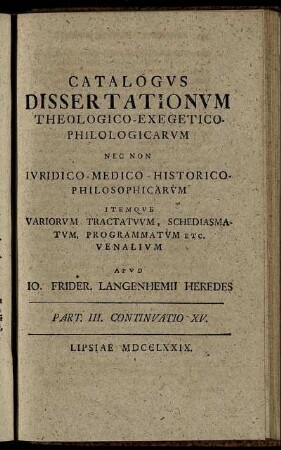 CATALOGVS
DISSERTATIONVM
THEOLOGICO-EXEGETICO-
PHILOLOGICARVM
NEC NON
IVRIDICO-MEDICO-HISTORICO-
PHILOSOPHICARVM
ITEMQVE
VARIORVM TRACTATVVM, SCHEDIASMA-
TVM, PROGRAMMATVM ETC.
VENALIVM
APVD
IO. FRIDER. LANGENHEMII HEREDES
PART. III. CONTINVATIO XV.
LIPSIAE MDCCLXXIX.